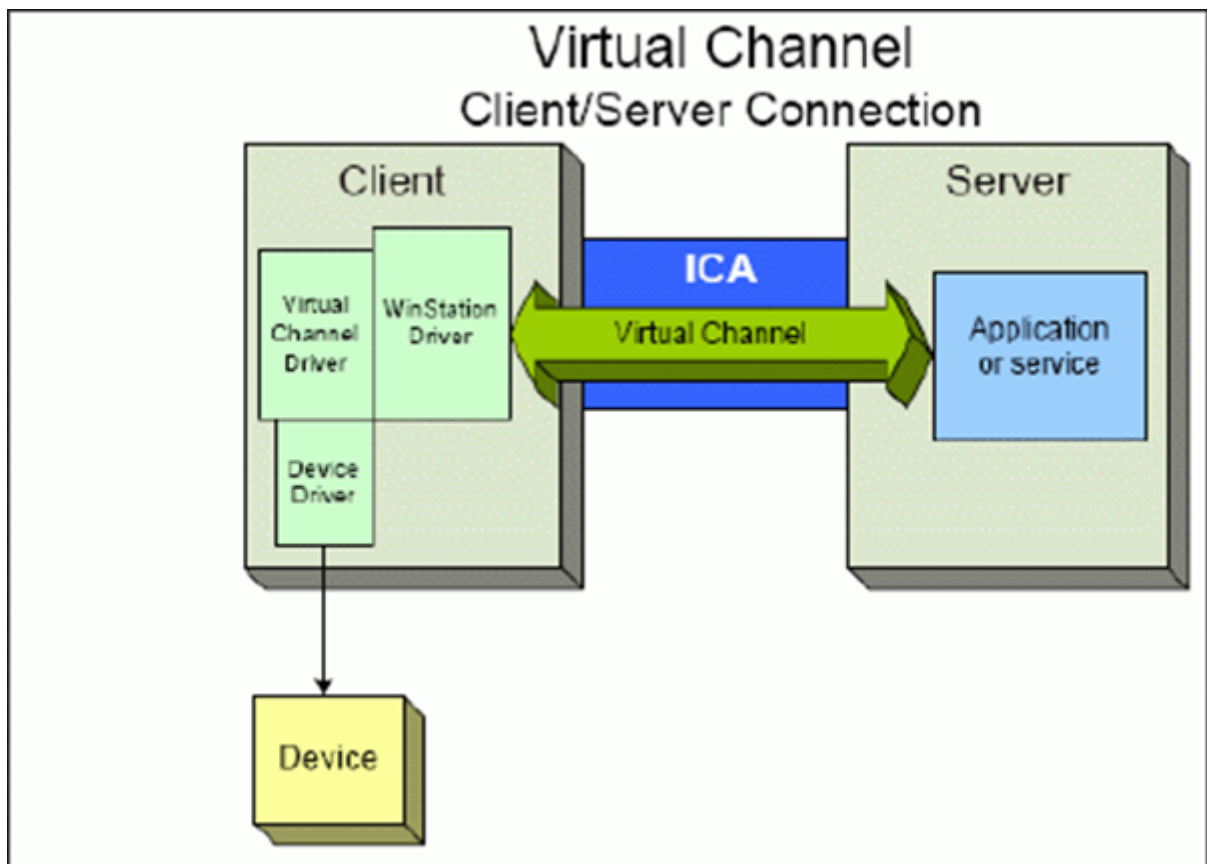 Virtual Channel
Client/Server Connection
Client
Server
ICA
Virtual
Channel
Driver
WinStation
Driver
Virtual Channel
Application
or service
Device
Driver
Device